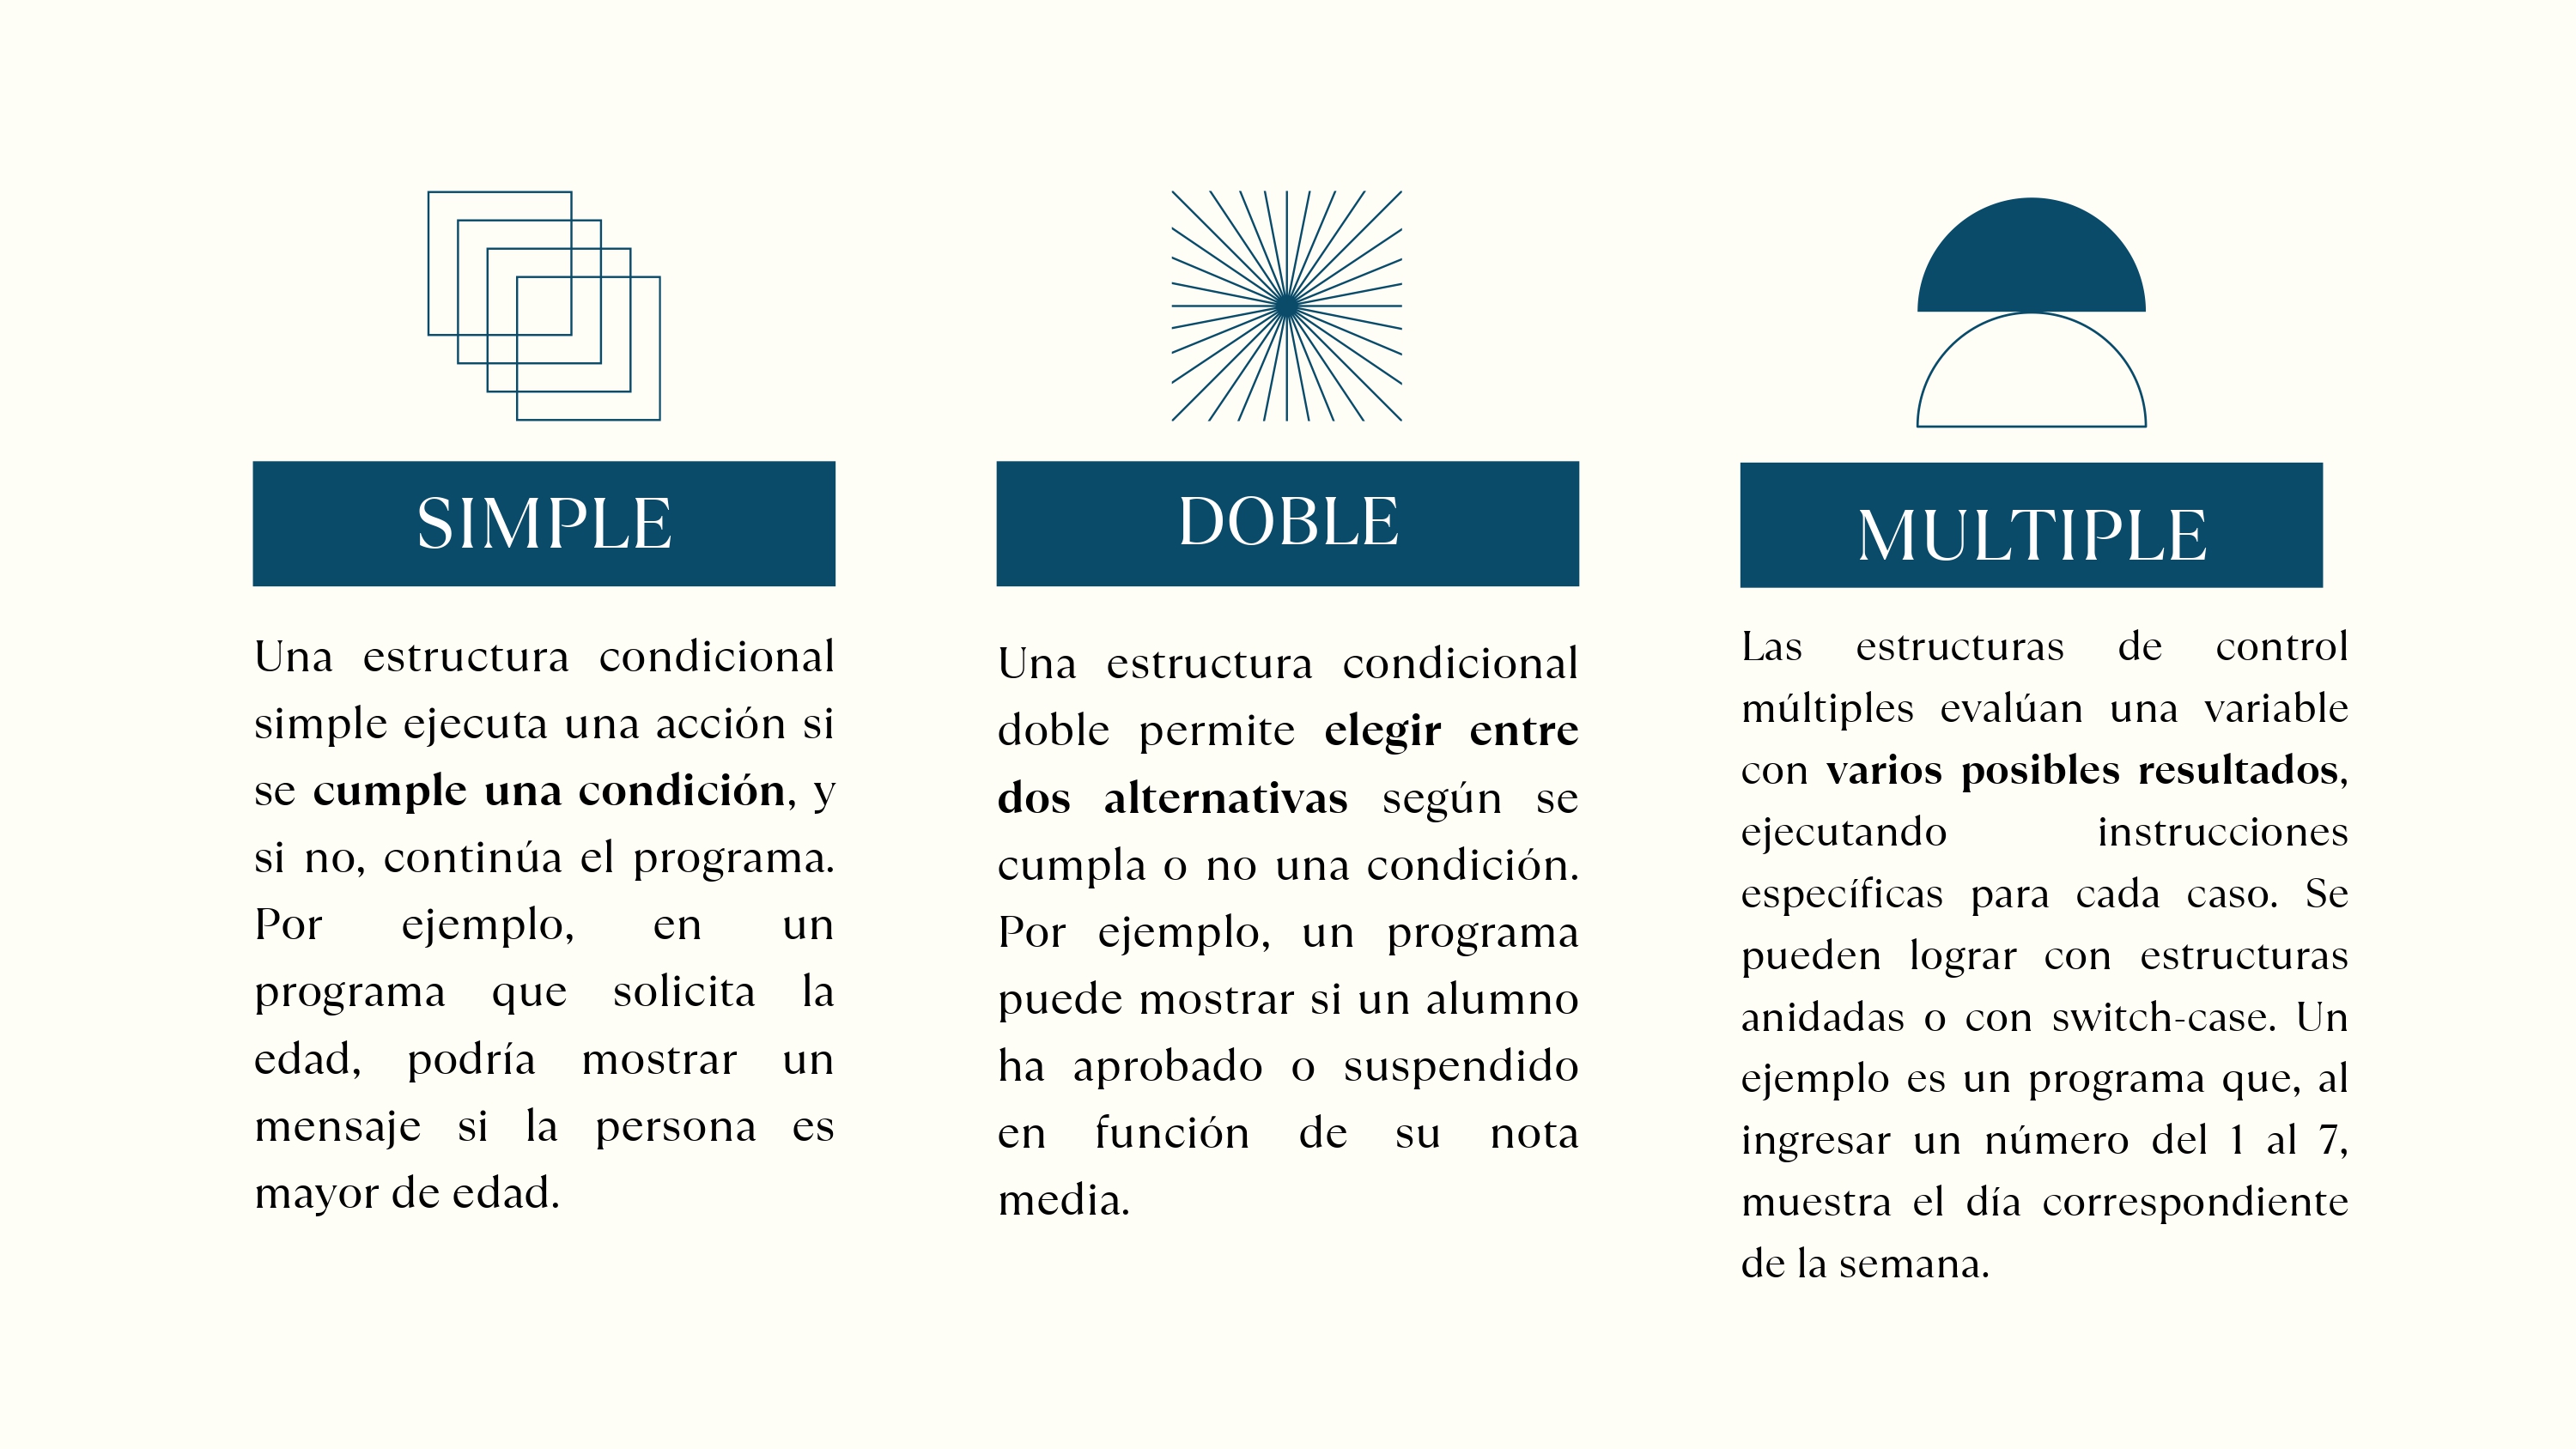 SIMPLE
Una estructura condicional
simple ejecuta una acción si
se cumple una condición, y
si no, continúa el programa.
Por ejemplo, en un
programa que solicita la
edad, podría mostrar un
mensaje si la persona es
mayor de edad.
DOBLE
Una estructura condicional
doble permite elegir entre
dos alternativas según se
cumpla o no una condición.
Por ejemplo, un programa
puede mostrar si un alumno
ha aprobado o suspendido
en función de su nota
media.
MULTIPLE
Las estructuras de control
múltiples evalúan una variable
con varios posibles resultados,
ejecutando instrucciones
específicas para cada caso. Se
pueden lograr con estructuras
anidadas o con switch-case. Un
ejemplo es un programa que, al
ingresar un número del 1 al 7,
muestra el día correspondiente
de la semana.